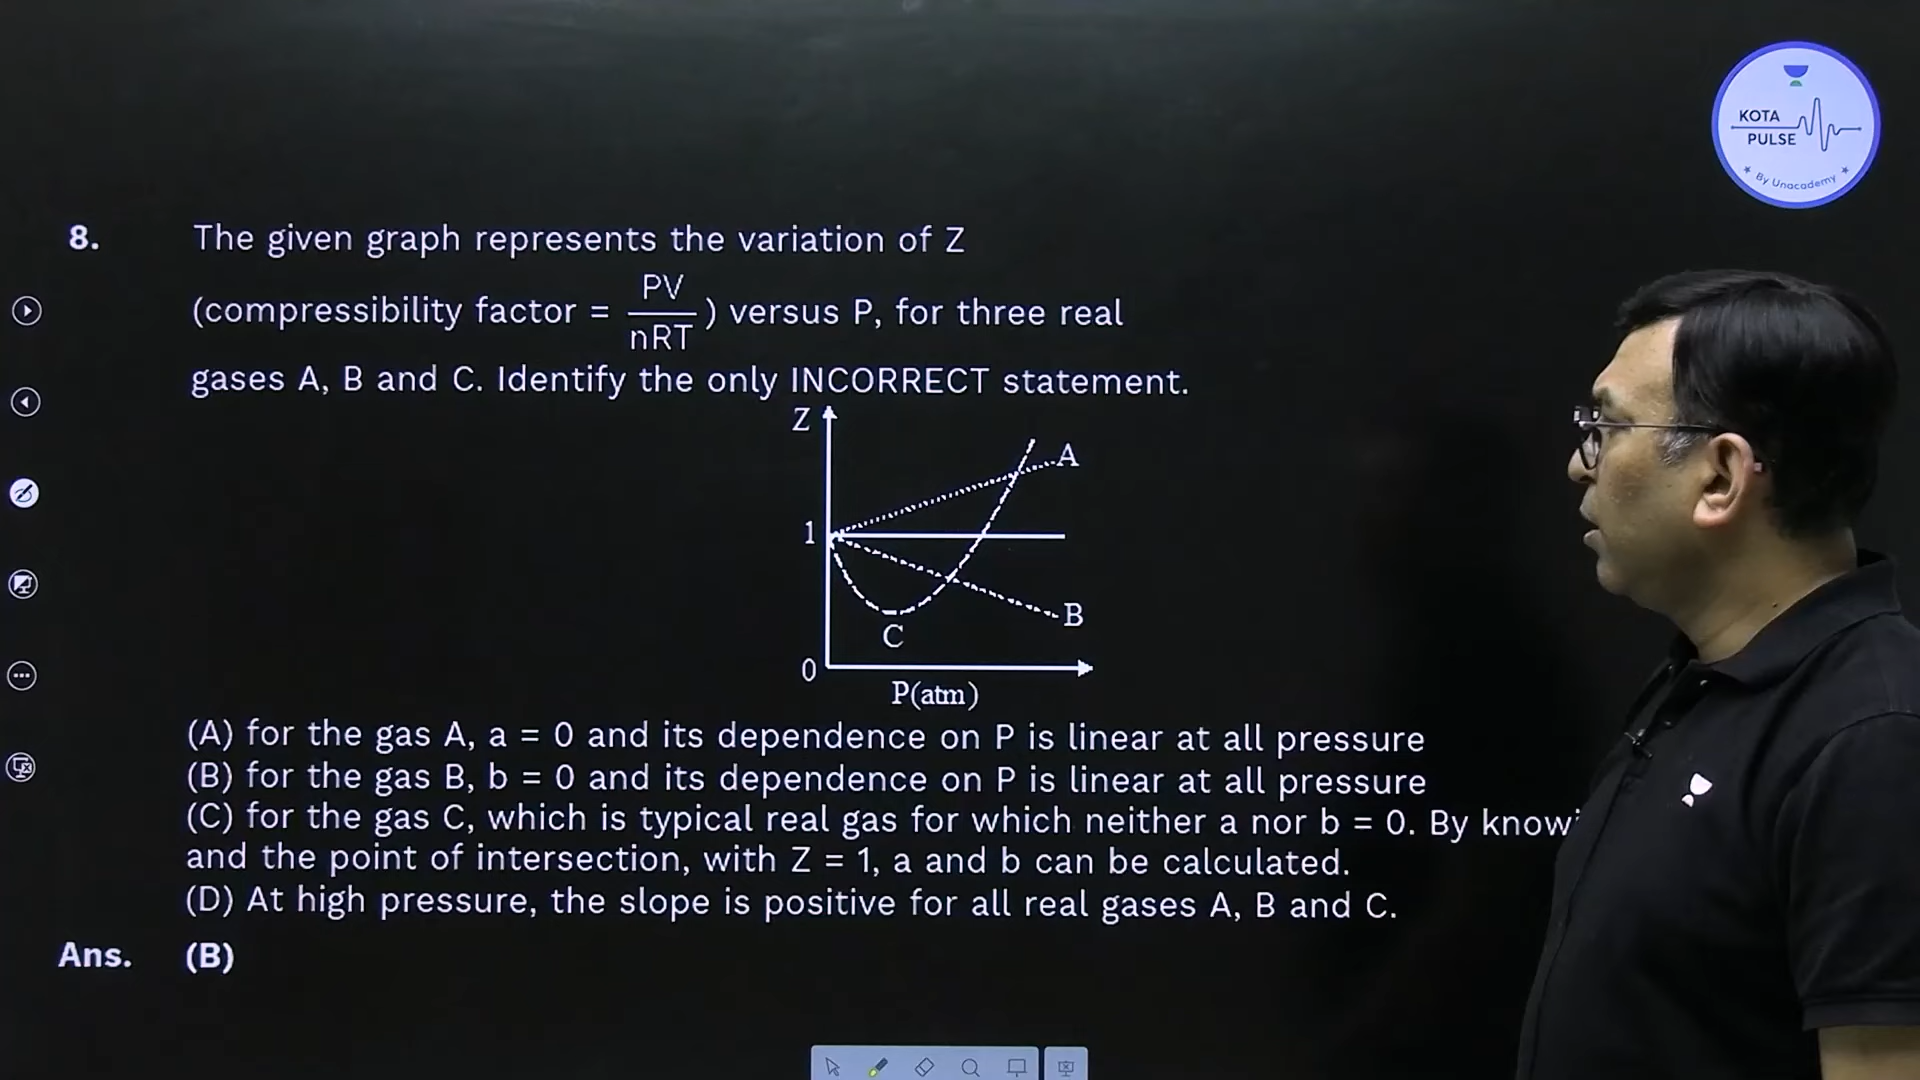 KOTA
PULSE
★ By Unacademy ★
8. The given graph represents the variation of Z
(compressibility factor = PV/nRT) versus P, for three real
gases A, B and C. Identify the only INCORRECT statement.
Z
A
1
B
C
0
P(atm)
(A) for the gas A, a = 0 and its dependence on P is linear at all pressure
(B) for the gas B, b = 0 and its dependence on P is linear at all pressure
(C) for the gas C, which is typical real gas for which neither a nor b = 0. By
and the point of intersection, with Z = 1, a and b can be calculated.
(D) At high pressure, the slope is positive for all real gases A, B and C.
Ans. (B)